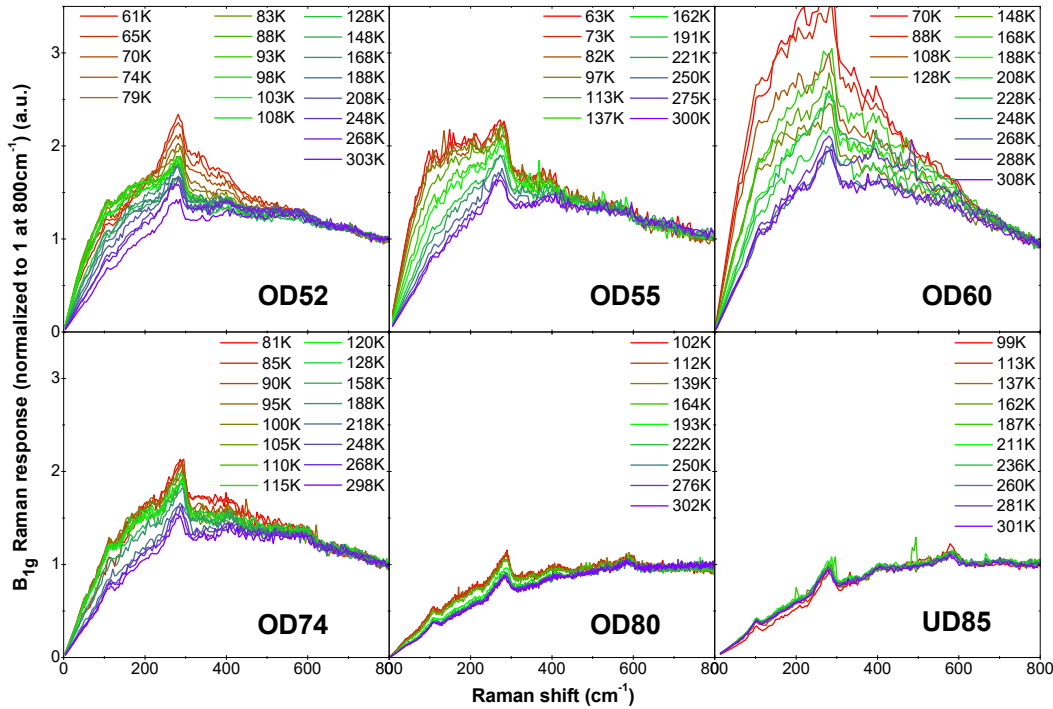 B1g Raman response (normalized to 1 at 800cm-1) (a.u.)
3
2
1
0
61K
65K
70K
74K
79K
83K
88K
93K
98K
103K
108K
128K
148K
168K
188K
208K
248K
268K
303K
OD52
63K
73K
82K
97K
113K
137K
162K
191K
221K
250K
275K
300K
OD55
70K
88K
108K
128K
148K
168K
188K
208K
228K
248K
268K
288K
308K
OD60
3
2
1
0
81K
85K
90K
95K
100K
105K
110K
115K
120K
128K
158K
188K
218K
248K
268K
298K
OD74
102K
112K
139K
164K
193K
222K
250K
276K
302K
OD80
99K
113K
137K
162K
187K
211K
236K
260K
281K
301K
UD85
0 200 400 600 800
200 400 600 800
200 400 600 800
Raman shift (cm-1)